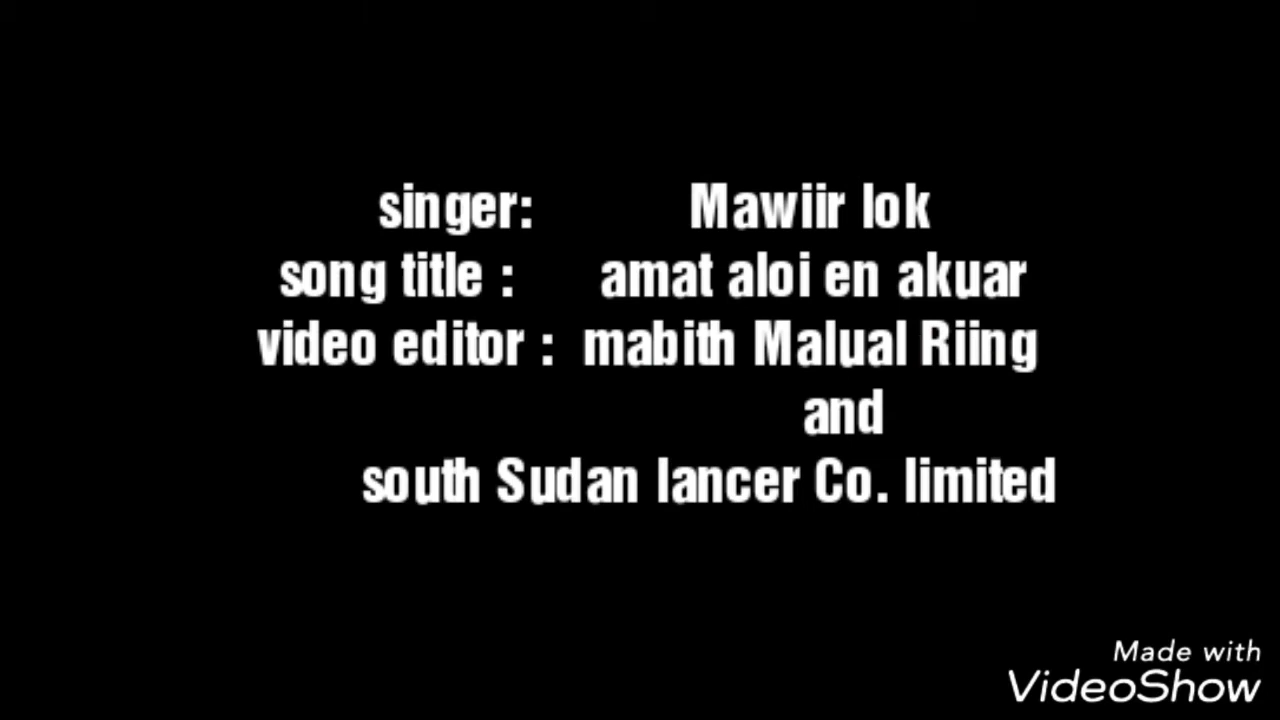 singer: Mawiir lok
song title : amat aloi en akuar
video editor : mabith Malual Riing
and
south Sudan lancer Co. limited
Made with
VideoShow